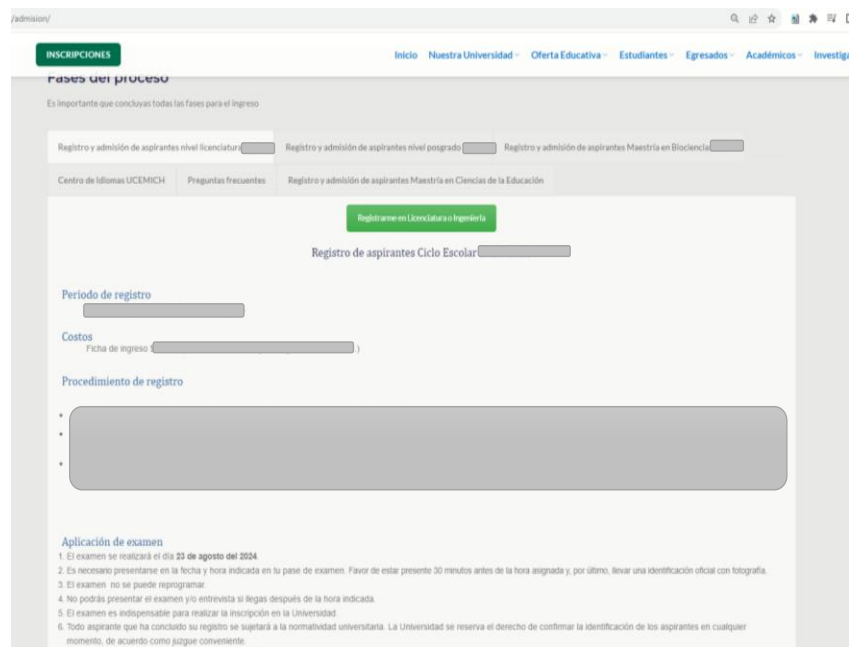 /admision/
INSCRIPCIONES
Inicio Nuestra Universidad Oferta Educativa Estudiantes Egresados Académicos Investiga
Fases del proceso
Es importante que concluyas todas las fases para el ingreso
Registro y admisión de aspirantes nivel licenciatura Registro y admisión de aspirantes nivel posgrado Registro y admisión de aspirantes Maestría en Biociencia
Centro de Idiomas UCEMICH Preguntas frecuentes Registro y admisión de aspirantes Maestría en Ciencias de la Educación
Registrarme en Licenciatura o Ingeniería
Registro de aspirantes Ciclo Escolar
Periodo de registro
Costos
Ficha de ingreso $ )
Procedimiento de registro
Aplicación de examen
1. El examen se realizará el día 23 de agosto del 2024.
2. Es necesario presentarse en la fecha y hora indicada en tu pase de examen. Favor de estar presente 30 minutos antes de la hora asignada y, por último, llevar una identificación oficial con fotografía.
3. El examen no se puede reprogramar.
4. No podrás presentar el examen y/o entrevista si llegas después de la hora indicada.
5. El examen es indispensable para realizar la inscripción en la Universidad.
6. Todo aspirante que ha concluido su registro se sujetará a la normatividad universitaria. La Universidad se reserva el derecho de confirmar la identificación de los aspirantes en cualquier
momento, de acuerdo como juzgue conveniente.